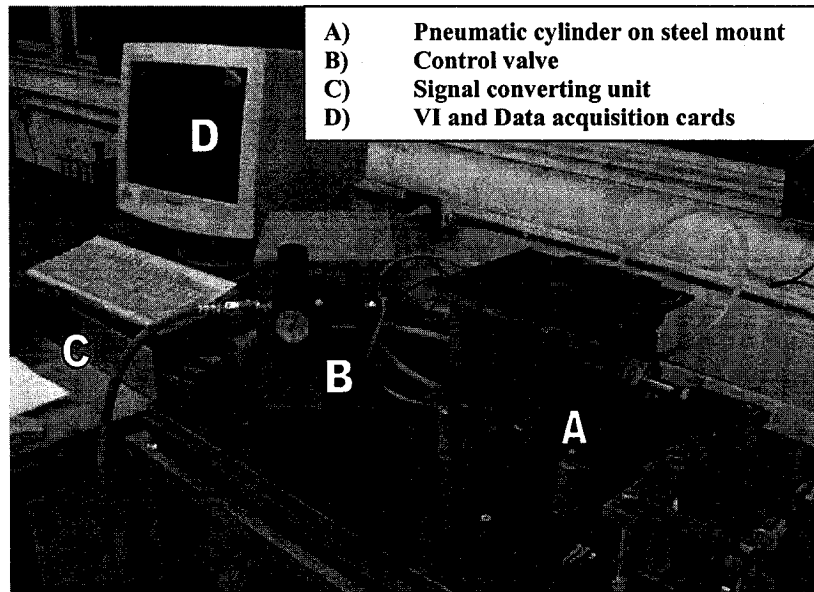 A) Pneumatic cylinder on steel mount
B) Control valve
C) Signal converting unit
D) VI and Data acquisition cards
D
C
B
A